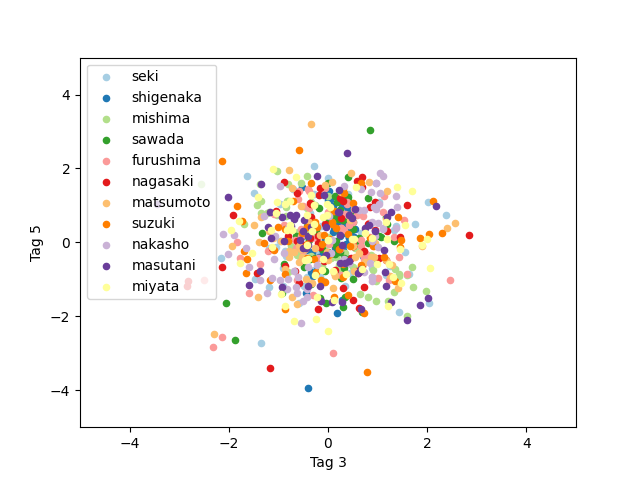 seki
shigenaka
mishima
sawada
furushima
nagasaki
matsumoto
suzuki
nakasho
masutani
miyata
4
2
0
−2
−4
Tag 5
−4 −2 0 2 4
Tag 3